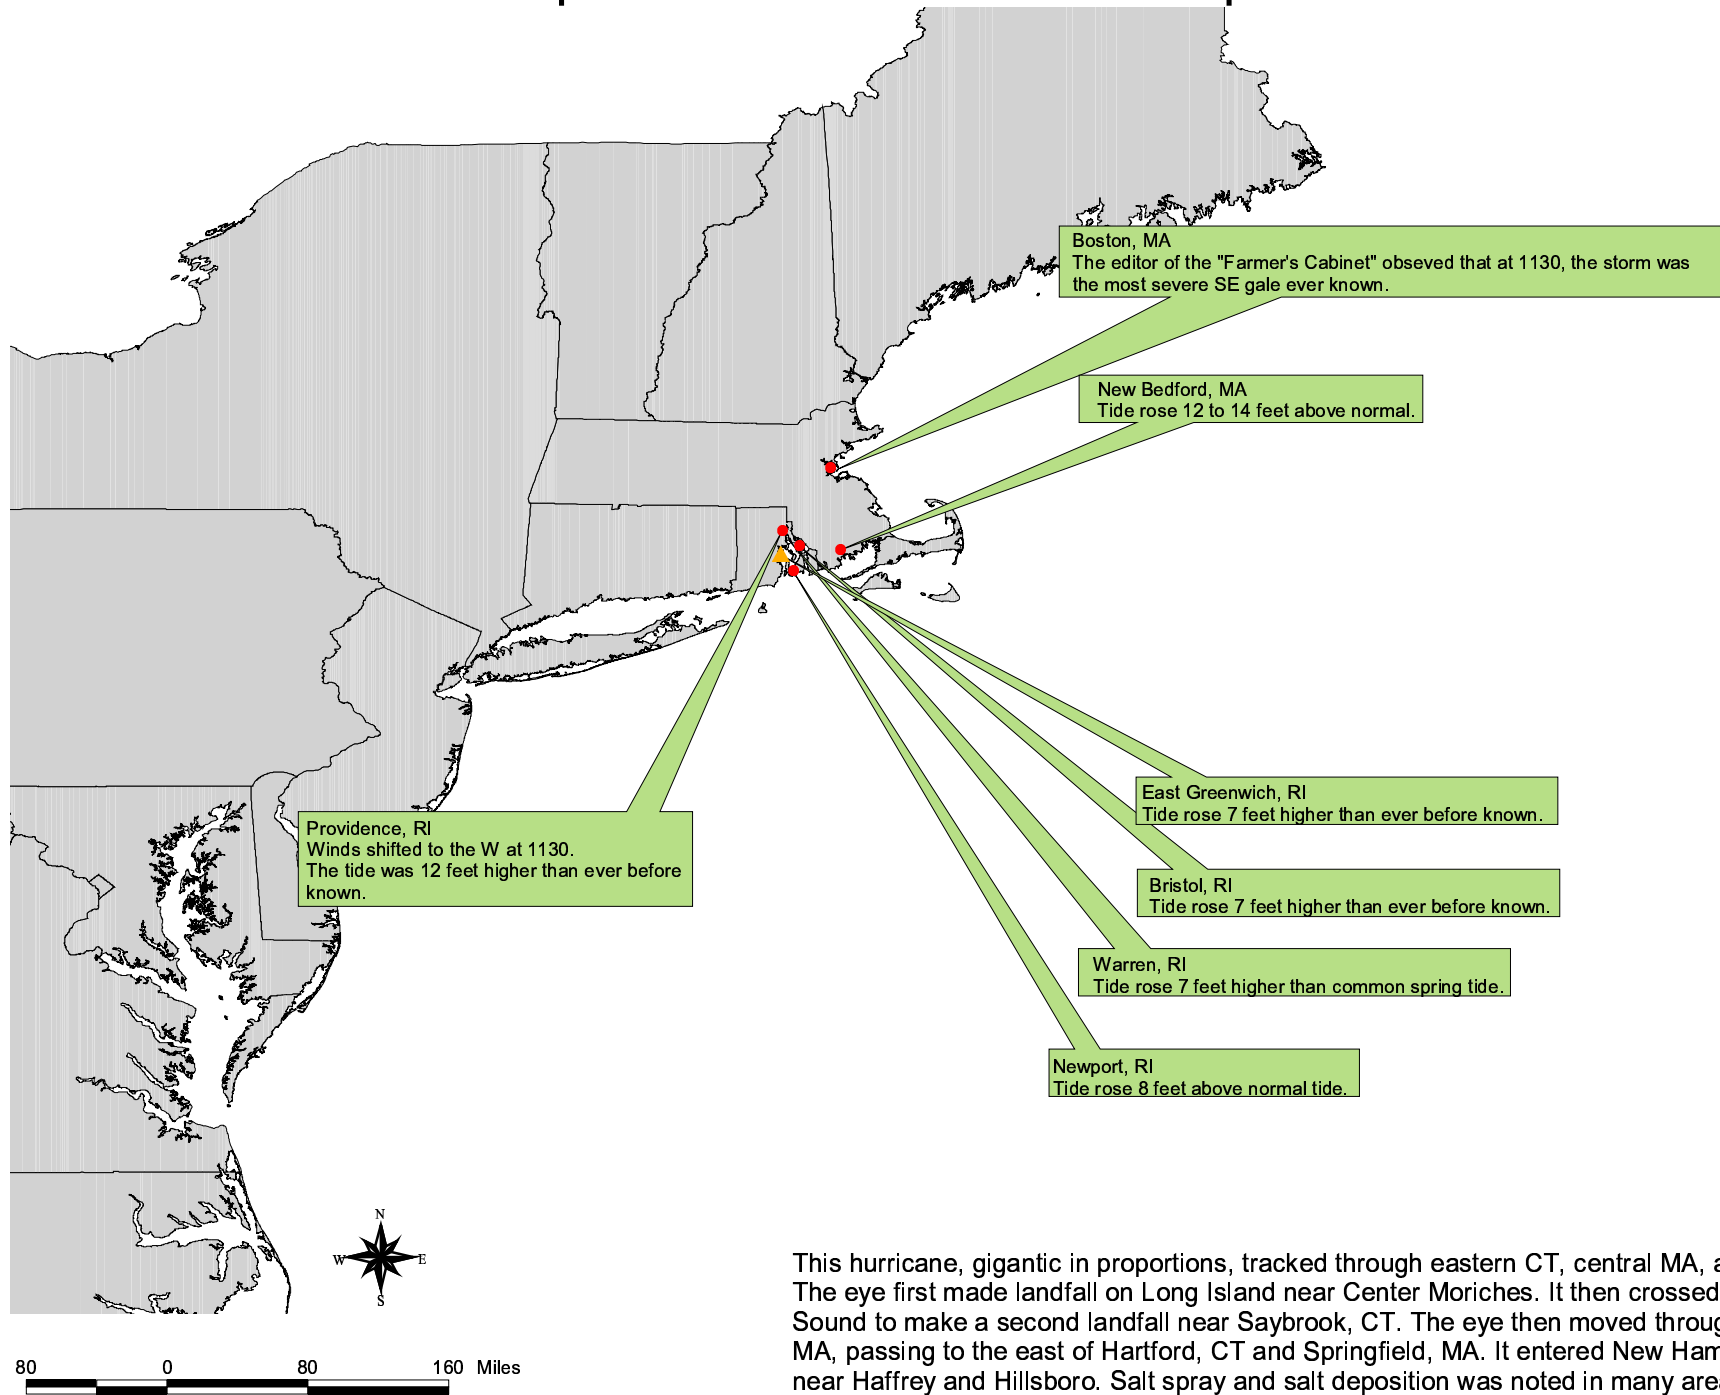 Boston, MA
The editor of the "Farmer's Cabinet" obseved that at 1130, the storm was
the most severe SE gale ever known.
New Bedford, MA
Tide rose 12 to 14 feet above normal.
East Greenwich, RI
Tide rose 7 feet higher than ever before known.
Providence, RI
Winds shifted to the W at 1130.
The tide was 12 feet higher than ever before
known.
Bristol, RI
Tide rose 7 feet higher than ever before known.
Warren, RI
Tide rose 7 feet higher than common spring tide.
Newport, RI
Tide rose 8 feet above normal tide.
N
W E
S
This hurricane, gigantic in proportions, tracked through eastern CT, central MA, a
The eye first made landfall on Long Island near Center Moriches. It then crossed
Sound to make a second landfall near Saybrook, CT. The eye then moved throug
MA, passing to the east of Hartford, CT and Springfield, MA. It entered New Ham
near Haffrey and Hillsboro. Salt spray and salt deposition was noted in many area
80 0 80 160 Miles